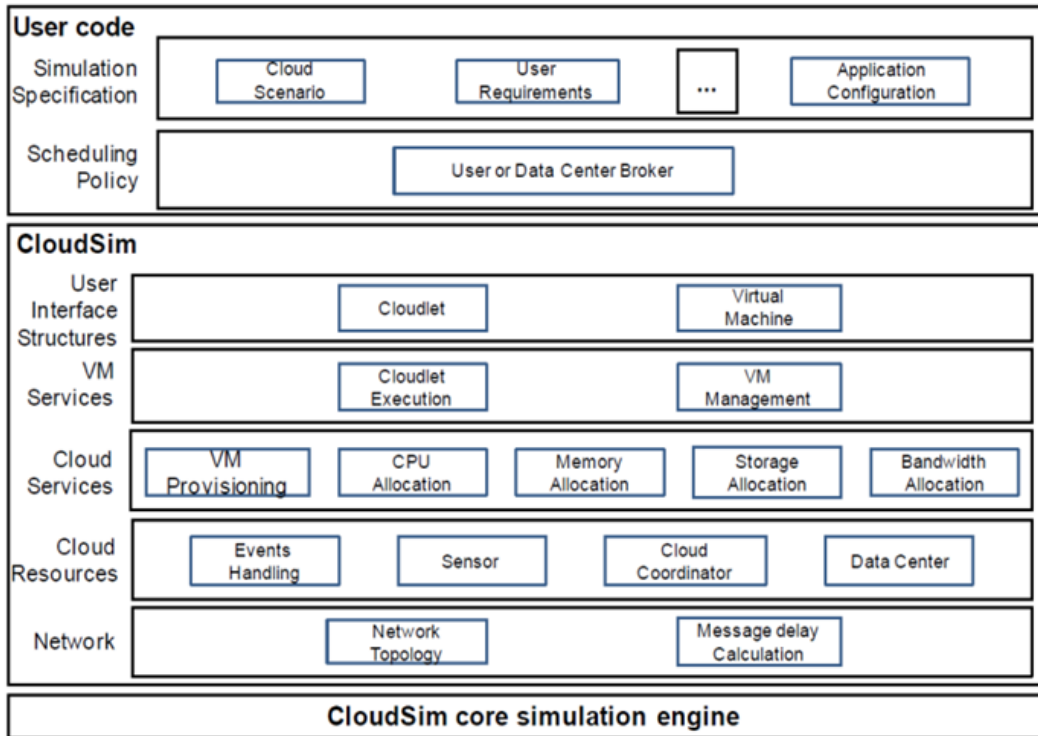 User code
Simulation
Specification
Cloud
Scenario
User
Requirements
...
Application
Configuration
Scheduling
Policy
User or Data Center Broker
CloudSim
User
Interface
Structures
Cloudlet
Virtual
Machine
VM
Services
Cloudlet
Execution
VM
Management
Cloud
Services
VM
Provisioning
CPU
Allocation
Memory
Allocation
Storage
Allocation
Bandwidth
Allocation
Cloud
Resources
Events
Handling
Sensor
Cloud
Coordinator
Data Center
Network
Network
Topology
Message delay
Calculation
CloudSim core simulation engine